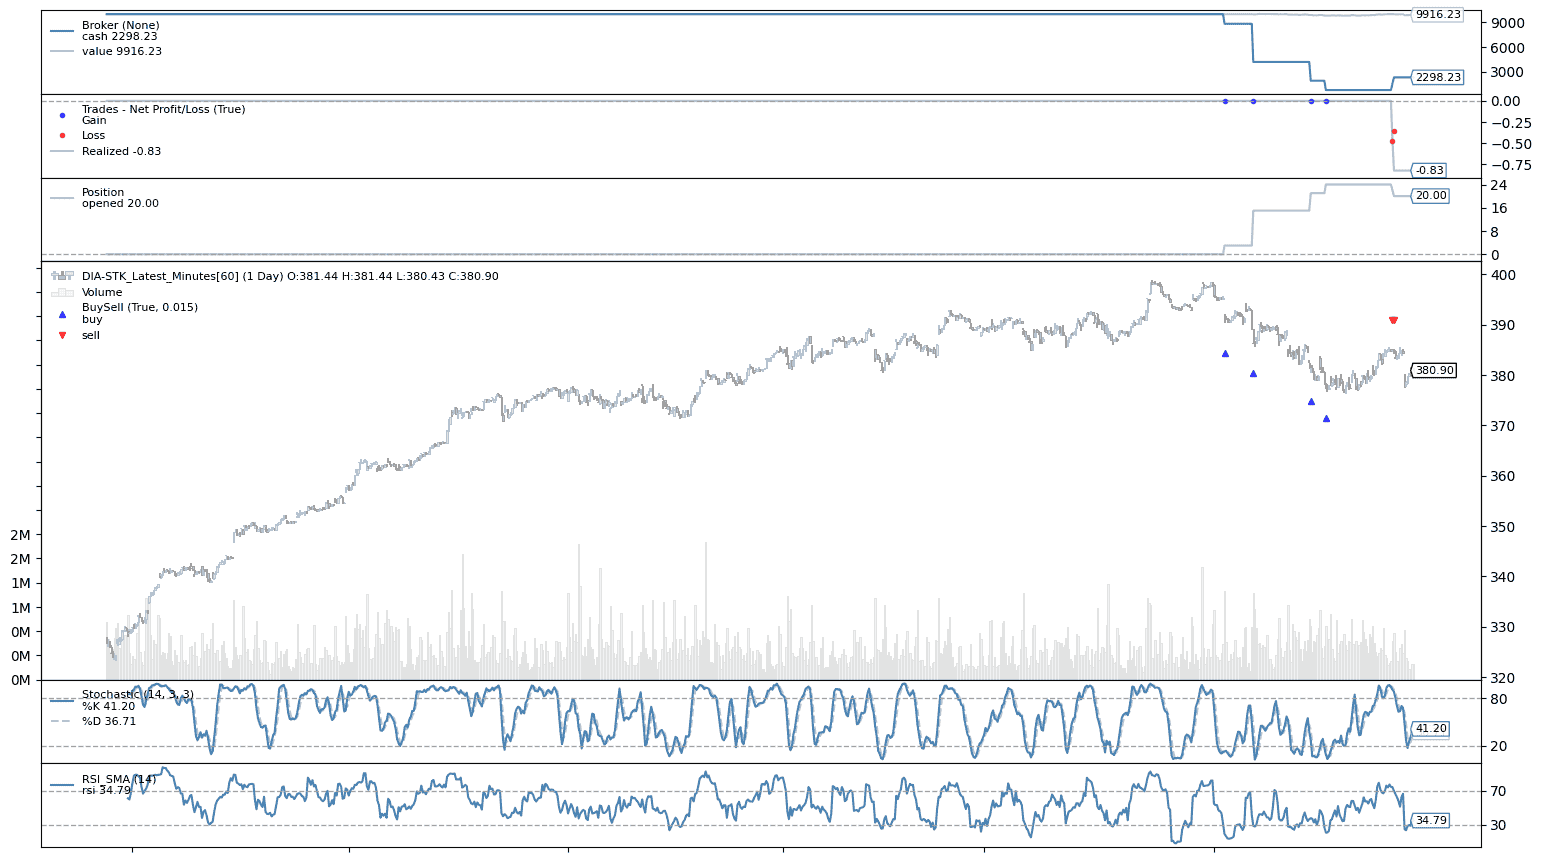 Broker (None)
cash 2298.23
value 9916.23
9916.23
9000
6000
3000
2298.23
Trades - Net Profit/Loss (True)
Gain
Loss
Realized -0.83
0.00
−0.25
−0.50
−0.75
-0.83
Position
opened 20.00
24
20.00
16
8
0
DIA-STK_Latest_Minutes[60] (1 Day) O:381.44 H:381.44 L:380.43 C:380.90
Volume
BuySell (True, 0.015)
buy
sell
400
390
380
380.90
370
360
350
340
330
320
2M
2M
1M
1M
0M
0M
0M
Stochastic (14, 3, 3)
%K 41.20
%D 36.71
80
41.20
20
RSI_SMA (14)
rsi 34.79
70
34.79
30